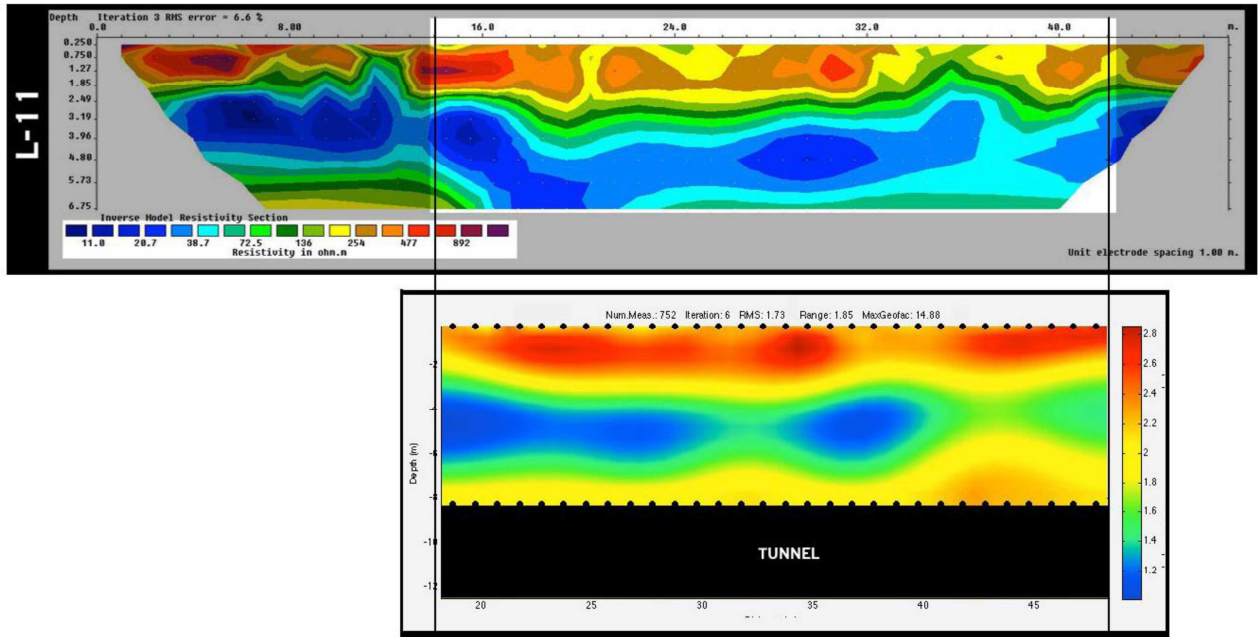 L-11
Depth Iteration 3 RMS error = 6.6 %
0.0 8.00 16.0 24.0 32.0 40.0 m.
0.250
0.750
1.27
1.85
2.49
3.19
3.96
4.80
5.73
6.75
Inverse Model Resistivity Section
11.0 20.7 38.7 72.5 136 254 477 892
Resistivity in ohm.m
Unit electrode spacing 1.00 m.
Num.Meas.: 752 Iteration: 6 RMS: 1.73 Range: 1.85 MaxGeofac: 14.88
Depth (m)
-2
-4
-6
-8
-10
-12
TUNNEL
20 25 30 35 40 45
2.8
2.6
2.4
2.2
2
1.8
1.6
1.4
1.2